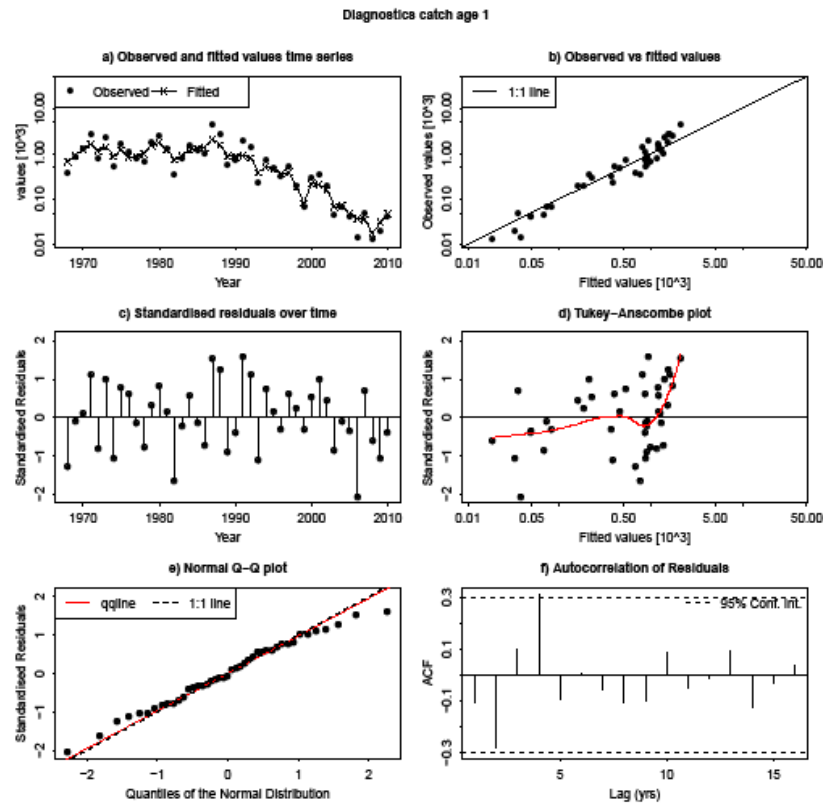 Diagnostics catch age 1
a) Observed and fitted values time series
Observed Fitted
values [10^3]
0.01 0.10 1.00 10.00
1970 1980 1990 2000 2010
Year
b) Observed vs fitted values
1:1 line
Observed values [10^3]
0.01 0.10 1.00 10.00
0.01 0.05 0.50 5.00 50.00
Fitted values [10^3]
c) Standardised residuals over time
Standardised Residuals
−2 −1 0 1 2
1970 1980 1990 2000 2010
Year
d) Tukey−Anscombe plot
Standardised Residuals
−2 −1 0 1 2
0.01 0.05 0.50 5.00 50.00
Fitted values [10^3]
e) Normal Q−Q plot
qqline 1:1 line
Standardised Residuals
−2 −1 0 1 2
−2 −1 0 1 2
Quantiles of the Normal Distribution
f) Autocorrelation of Residuals
95% Conf. Int.
ACF
−0.3 −0.1 0.1 0.3
5 10 15
Lag (yrs)